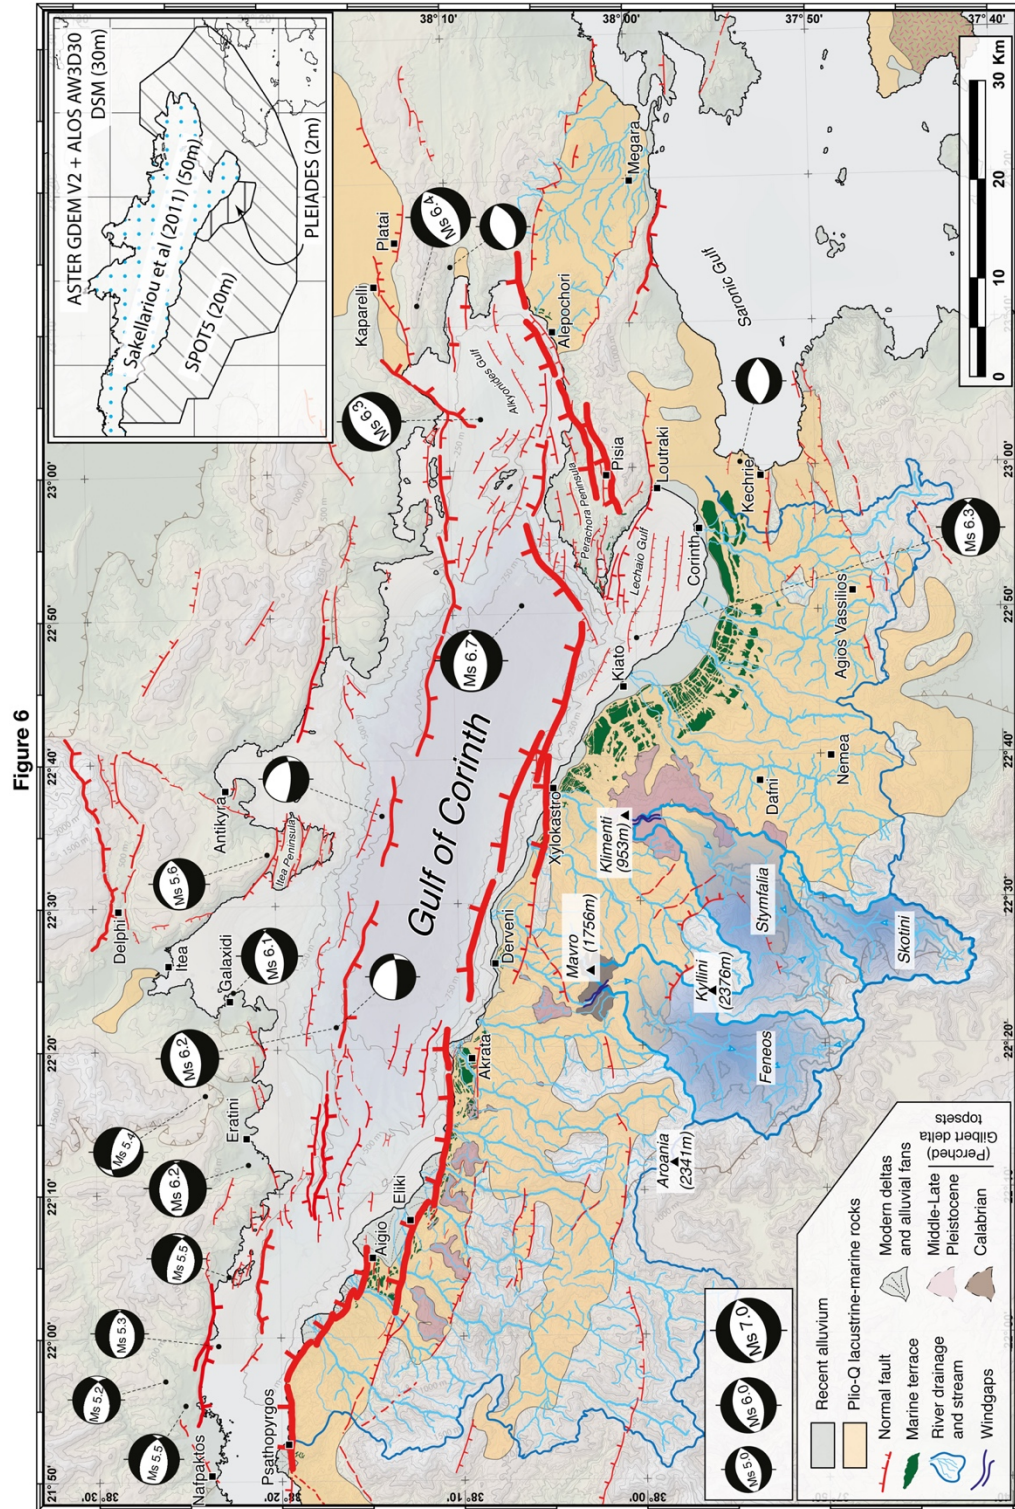 Figure 6
22°40'
22°50'
23°00'
22°30'
22°20'
22°10'
22°00'
21°50'
38°30'
38°20'
38°10'
38°00'
37°50'
37°40'
ASTER GDEM V2 + ALOS AW3D30
DSM (30m)
Sakellariou et al (2011) (50m)
SPOT5 (20m)
PLEIADES (2m)
Delphi
Itea
Galaxidi
Antikyra
Itea Peninsula
Eratini
Nafpaktos
Psathopyrgos
Aigio
Eliki
Akrata
Derveni
Xylokastro
Kiato
Corinth
Loutraki
Lechaio Gulf
Perachora Peninsula
Pisia
Alkyonides Gulf
Alepochori
Kaparelli
Platai
Megara
Saronic Gulf
Kechrie
Agios Vassilios
Nemea
Dafni
Gulf of Corinth
Klimenti
(953m)
Mavro
(1756m)
Kyllini
(2376m)
Aroania
(2341m)
Stymfalia
Skotini
Feneos
Ms 5.5
Ms 5.2
Ms 5.3
Ms 5.5
Ms 6.2
Ms 5.4
Ms 6.2
Ms 6.1
Ms 5.6
Ms 6.7
Ms 6.3
Ms 6.4
Ms 6.3
0
10
20
30 Km
Ms 5.0
Ms 6.0
Ms 7.0
Recent alluvium
Plio-Q lacustrine-marine rocks
Normal fault
Marine terrace
River drainage
and stream
Windgaps
Modern deltas
and alluvial fans
Middle-Late
Pleistocene
Calabrian
(Perched)
Gilbert delta
topsets